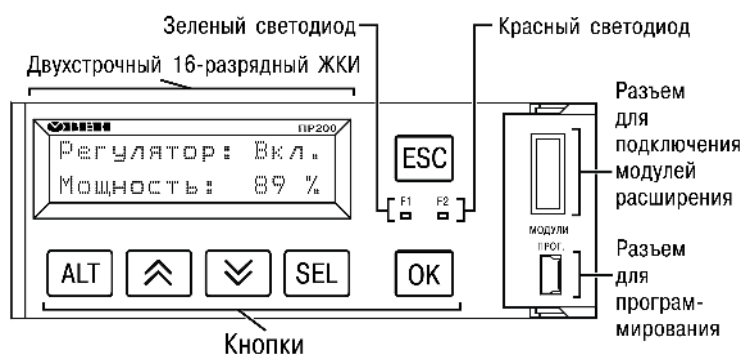 Зеленый светодиод
Красный светодиод
Двухстрочный 16-разрядный ЖКИ
ОВЕН
ПР200
Регулятор: Вкл.
Мощность: 89 %
ESC
F1
F2
ALT
SEL
OK
Кнопки
МОДУЛИ
ПРОГ.
Разъем
для
подключения
модулей
расширения
Разъем
для
програм-
мирования